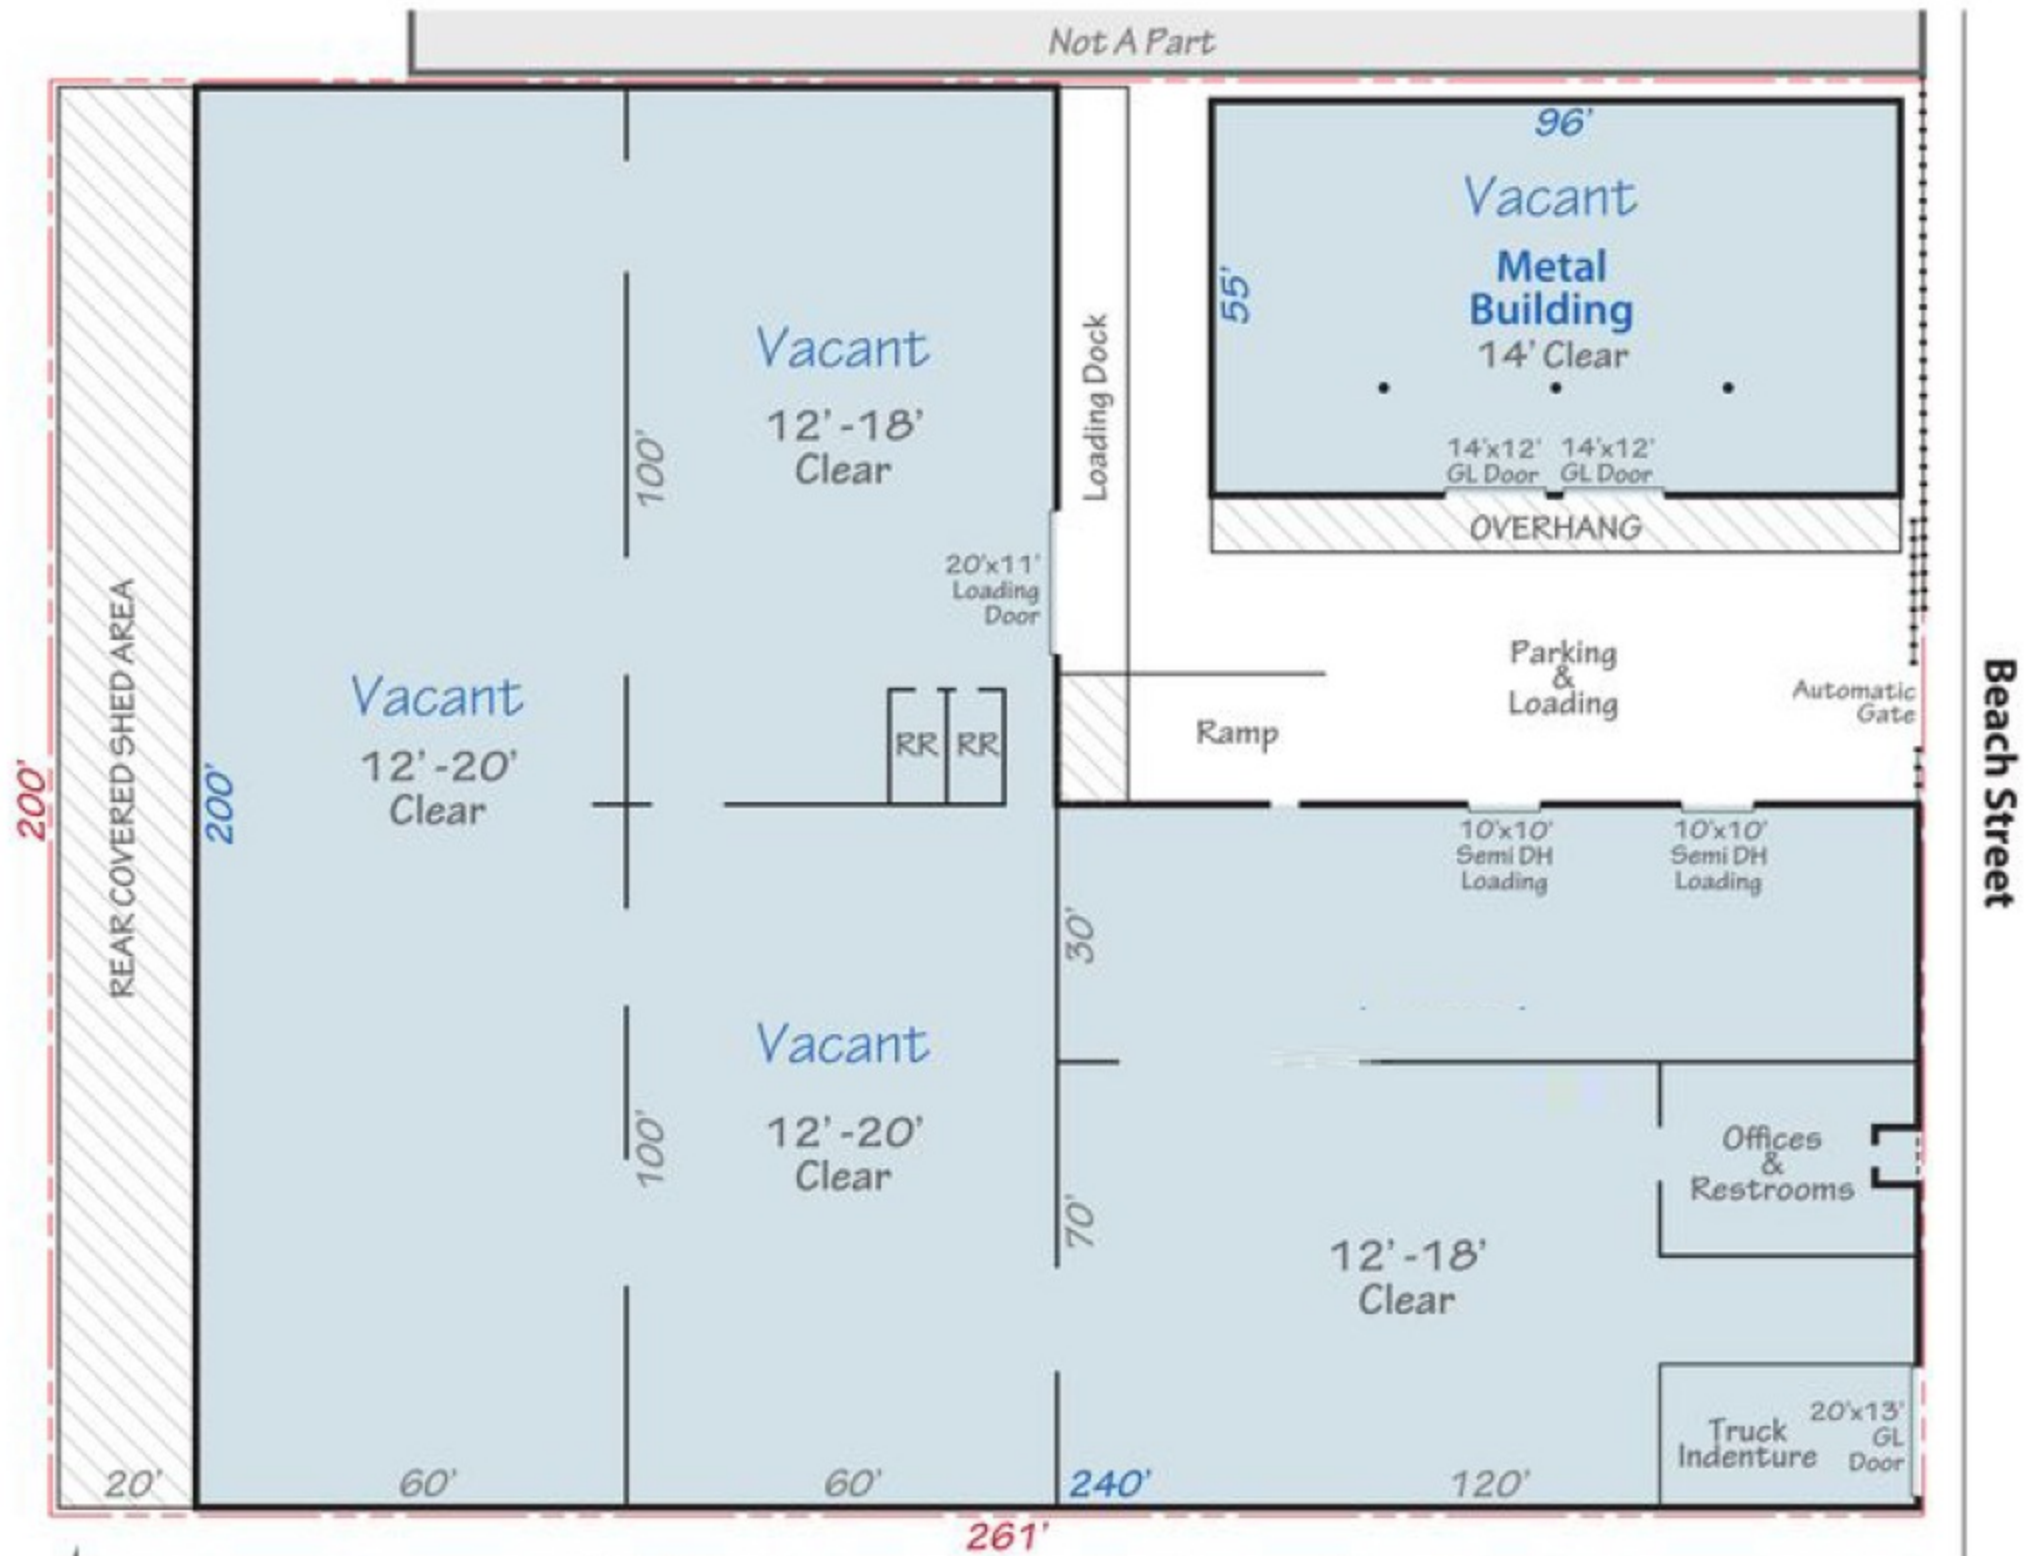 Not A Part
96'
Vacant
Metal
Building
14' Clear
55'
14'x12'
GL Door
14'x12'
GL Door
OVERHANG
Vacant
12'-18'
Clear
100'
Loading Dock
20'x11'
Loading
Door
REAR COVERED SHED AREA
Vacant
12'-20'
Clear
200'
200'
RR
RR
Ramp
Parking
&
Loading
Automatic
Gate
Beach Street
10'x10'
Semi DH
Loading
10'x10'
Semi DH
Loading
30'
Vacant
12'-20'
Clear
100'
70'
Offices
&
Restrooms
12'-18'
Clear
Truck
Indenture
20'x13'
GL
Door
20'
60'
60'
240'
120'
261'